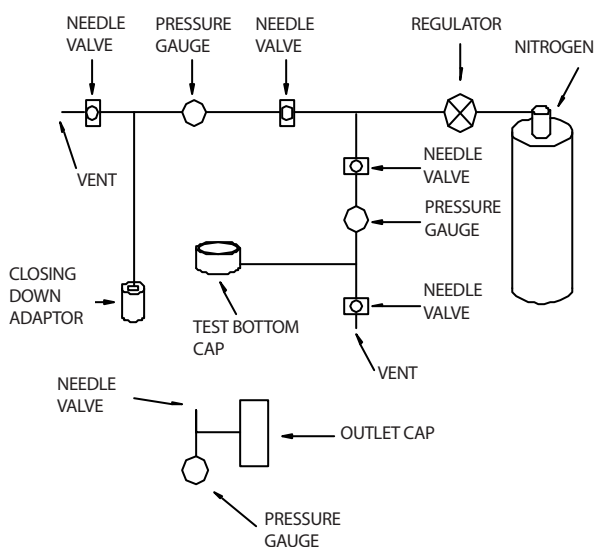 NEEDLE
VALVE
PRESSURE
GAUGE
NEEDLE
VALVE
REGULATOR
NITROGEN
VENT
NEEDLE
VALVE
PRESSURE
GAUGE
CLOSING
DOWN
ADAPTOR
TEST BOTTOM
CAP
NEEDLE
VALVE
VENT
NEEDLE
VALVE
OUTLET CAP
PRESSURE
GAUGE